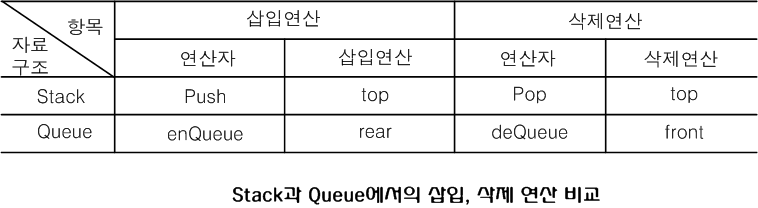 항목 삽입연산 삭제연산
자료
구조 연산자 삽입연산 연산자 삭제연산
Stack Push top Pop top
Queue enQueue rear deQueue front
Stack과 Queue에서의 삽입, 삭제 연산 비교